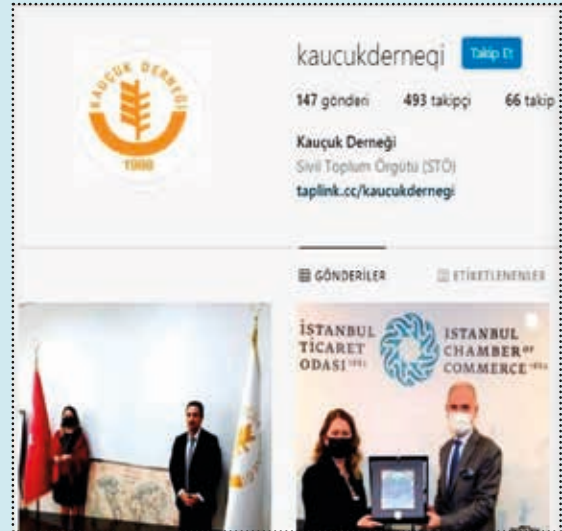 KAUÇUK DERNEĞİ
1988
kaucukdernegi Takip Et
147 gönderi 493 takipçi 66 takip
Kauçuk Derneği
Sivil Toplum Örgütü (STÖ)
taplink.cc/kaucukdernegi
GÖNDERİLER ETİKETLENENLER
İSTANBUL TİCARET ODASI
ISTANBUL CHAMBER OF COMMERCE